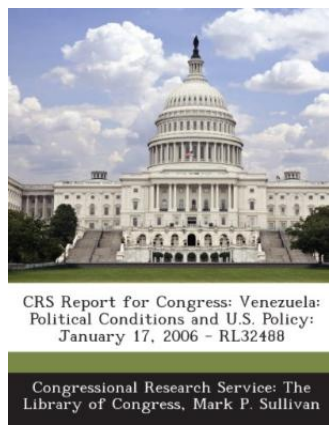 CRS Report for Congress: Venezuela:
Political Conditions and U.S. Policy:
January 17, 2006 - RL32488
Congressional Research Service: The
Library of Congress, Mark P. Sullivan